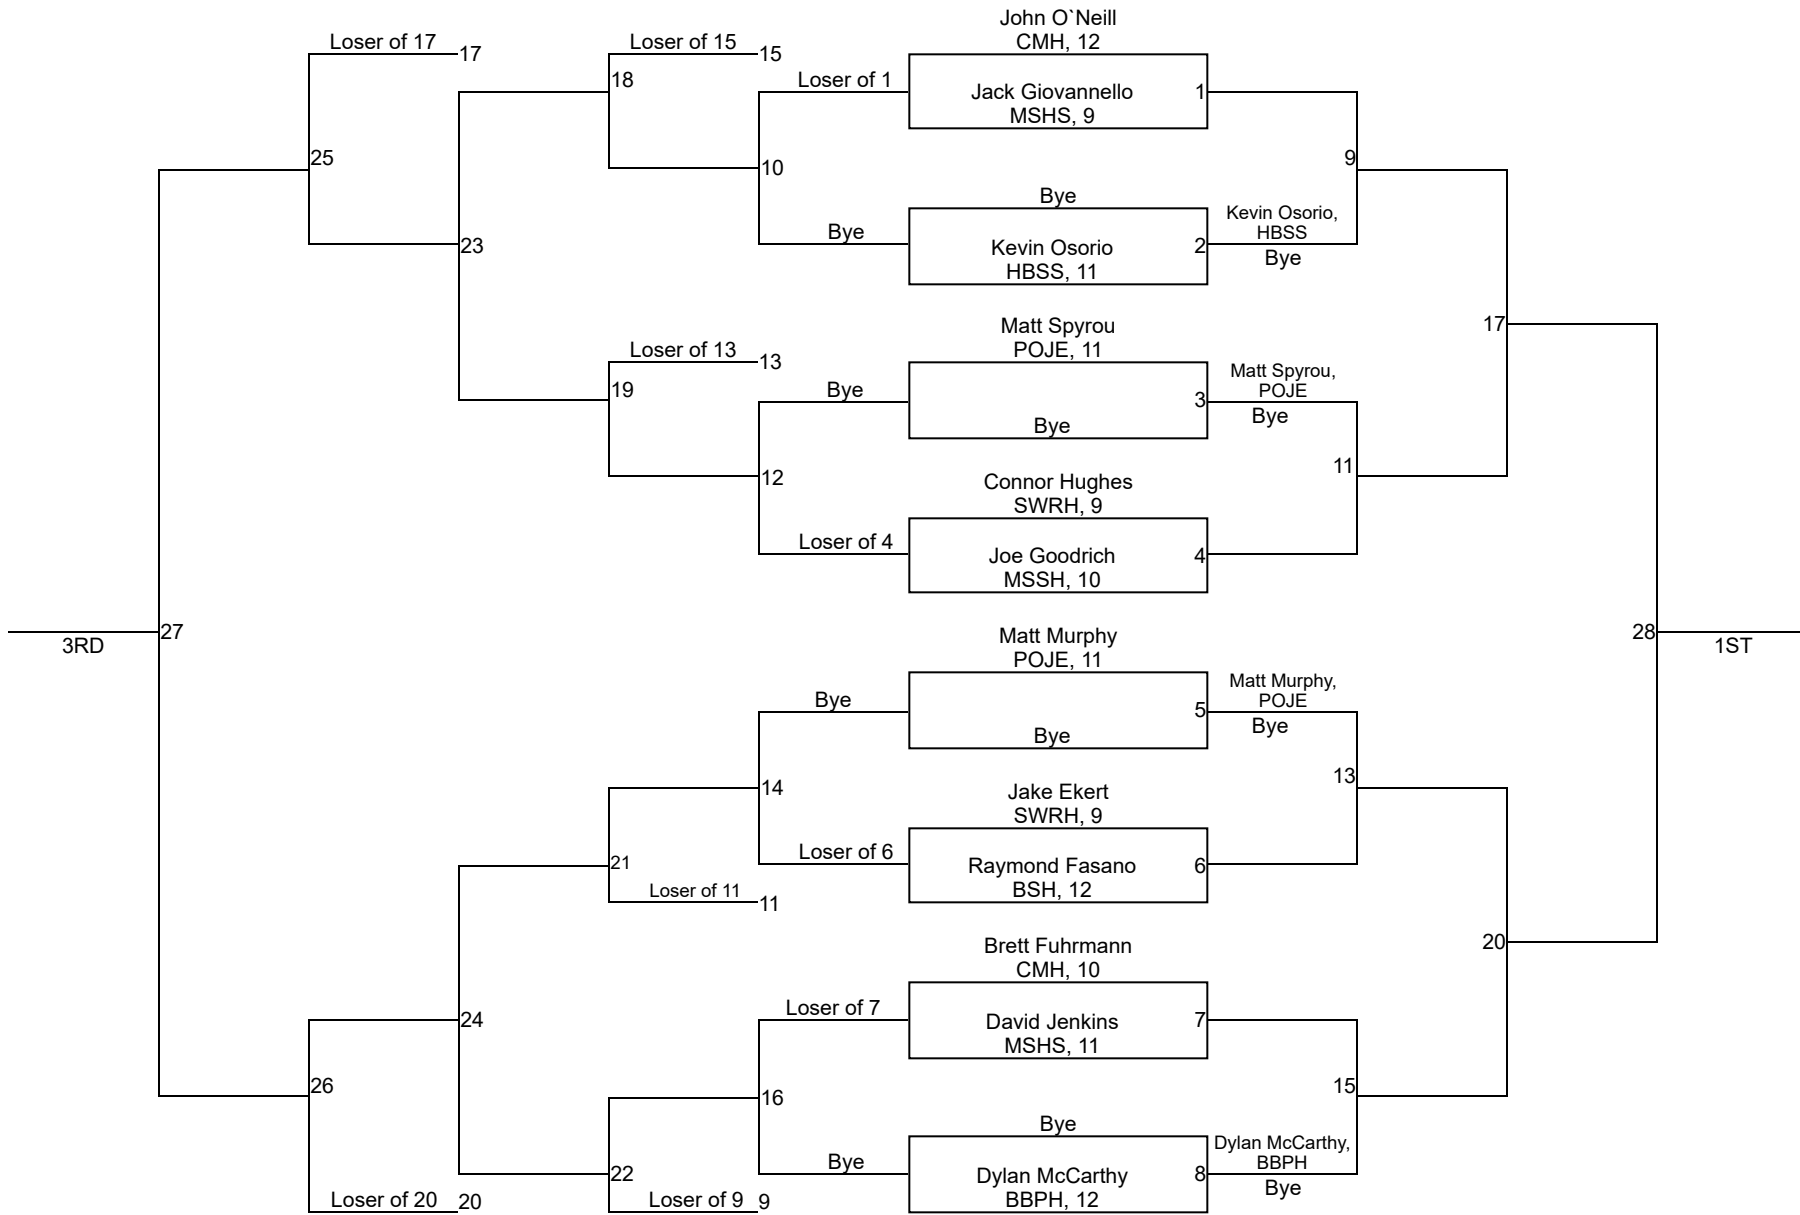 John O`Neill
CMH, 12
Loser of 17
17
Loser of 15
15
18
Loser of 1
Jack Giovannello
MSHS, 9
1
25
10
9
Bye
Bye
Kevin Osorio
HBSS, 11
2
Kevin Osorio,
HBSS
Bye
23
Matt Spyrou
POJE, 11
17
Loser of 13
13
19
Bye
Bye
3
Matt Spyrou,
POJE
Bye
12
11
Connor Hughes
SWRH, 9
Loser of 4
Joe Goodrich
MSSH, 10
4
3RD
27
28
1ST
Matt Murphy
POJE, 11
Bye
Bye
5
Matt Murphy,
POJE
Bye
14
13
Jake Ekert
SWRH, 9
21
Loser of 6
Raymond Fasano
BSH, 12
6
Loser of 11
11
Brett Fuhrmann
CMH, 10
20
24
Loser of 7
David Jenkins
MSHS, 11
7
26
16
15
Bye
22
Bye
Dylan McCarthy
BBPH, 12
8
Dylan McCarthy,
BBPH
Bye
Loser of 20
20
Loser of 9
9